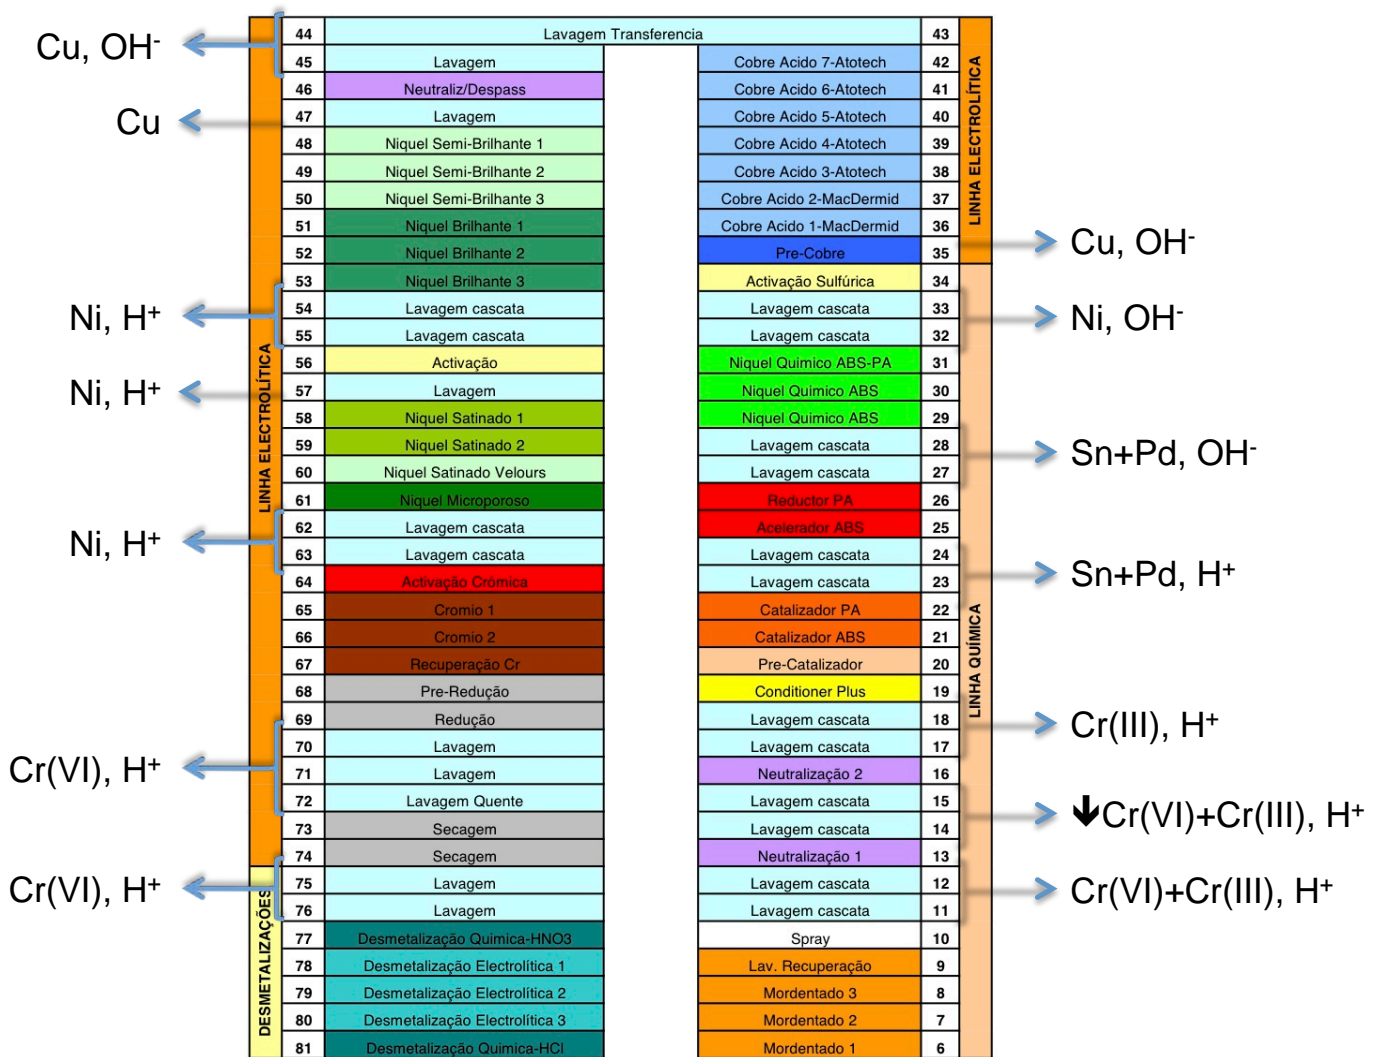 44 Lavagem Transferencia 43
45 Lavagem Cobre Acido 7-Atotech 42
46 Neutraliz/Despass Cobre Acido 6-Atotech 41
47 Lavagem Cobre Acido 5-Atotech 40
48 Niquel Semi-Brilhante 1 Cobre Acido 4-Atotech 39
49 Niquel Semi-Brilhante 2 Cobre Acido 3-Atotech 38
50 Niquel Semi-Brilhante 3 Cobre Acido 2-MacDermid 37
51 Niquel Brilhante 1 Cobre Acido 1-MacDermid 36
52 Niquel Brilhante 2 Pre-Cobre 35
53 Niquel Brilhante 3 Activação Sulfúrica 34
54 Lavagem cascata Lavagem cascata 33
55 Lavagem cascata Lavagem cascata 32
56 Activação Niquel Quimico ABS-PA 31
57 Lavagem Niquel Quimico ABS 30
58 Niquel Satinado 1 Niquel Quimico ABS 29
59 Niquel Satinado 2 Lavagem cascata 28
60 Niquel Satinado Velours Lavagem cascata 27
61 Niquel Microporoso Reductor PA 26
62 Lavagem cascata Acelerador ABS 25
63 Lavagem cascata Lavagem cascata 24
64 Activação Crómica Lavagem cascata 23
65 Cromio 1 Catalizador PA 22
66 Cromio 2 Catalizador ABS 21
67 Recuperação Cr Pre-Catalizador 20
68 Pre-Redução Conditioner Plus 19
69 Redução Lavagem cascata 18
70 Lavagem Lavagem cascata 17
71 Lavagem Neutralização 2 16
72 Lavagem Quente Lavagem cascata 15
73 Secagem Lavagem cascata 14
74 Secagem Neutralização 1 13
75 Lavagem Lavagem cascata 12
76 Lavagem Lavagem cascata 11
77 Desmetalização Quimica-HNO3 Spray 10
78 Desmetalização Electrolítica 1 Lav. Recuperação 9
79 Desmetalização Electrolítica 2 Mordentado 3 8
80 Desmetalização Electrolítica 3 Mordentado 2 7
81 Desmetalização Quimica-HCl Mordentado 1 6
LINHA ELECTROLÍTICA
DESMETALIZAÇÕES
LINHA ELECTROLÍTICA
LINHA QUÍMICA
Cu, OH-
Cu
Ni, H+
Ni, H+
Ni, H+
Cr(VI), H+
Cr(VI), H+
Cu, OH-
Ni, OH-
Sn+Pd, OH-
Sn+Pd, H+
Cr(III), H+
↓Cr(VI)+Cr(III), H+
Cr(VI)+Cr(III), H+